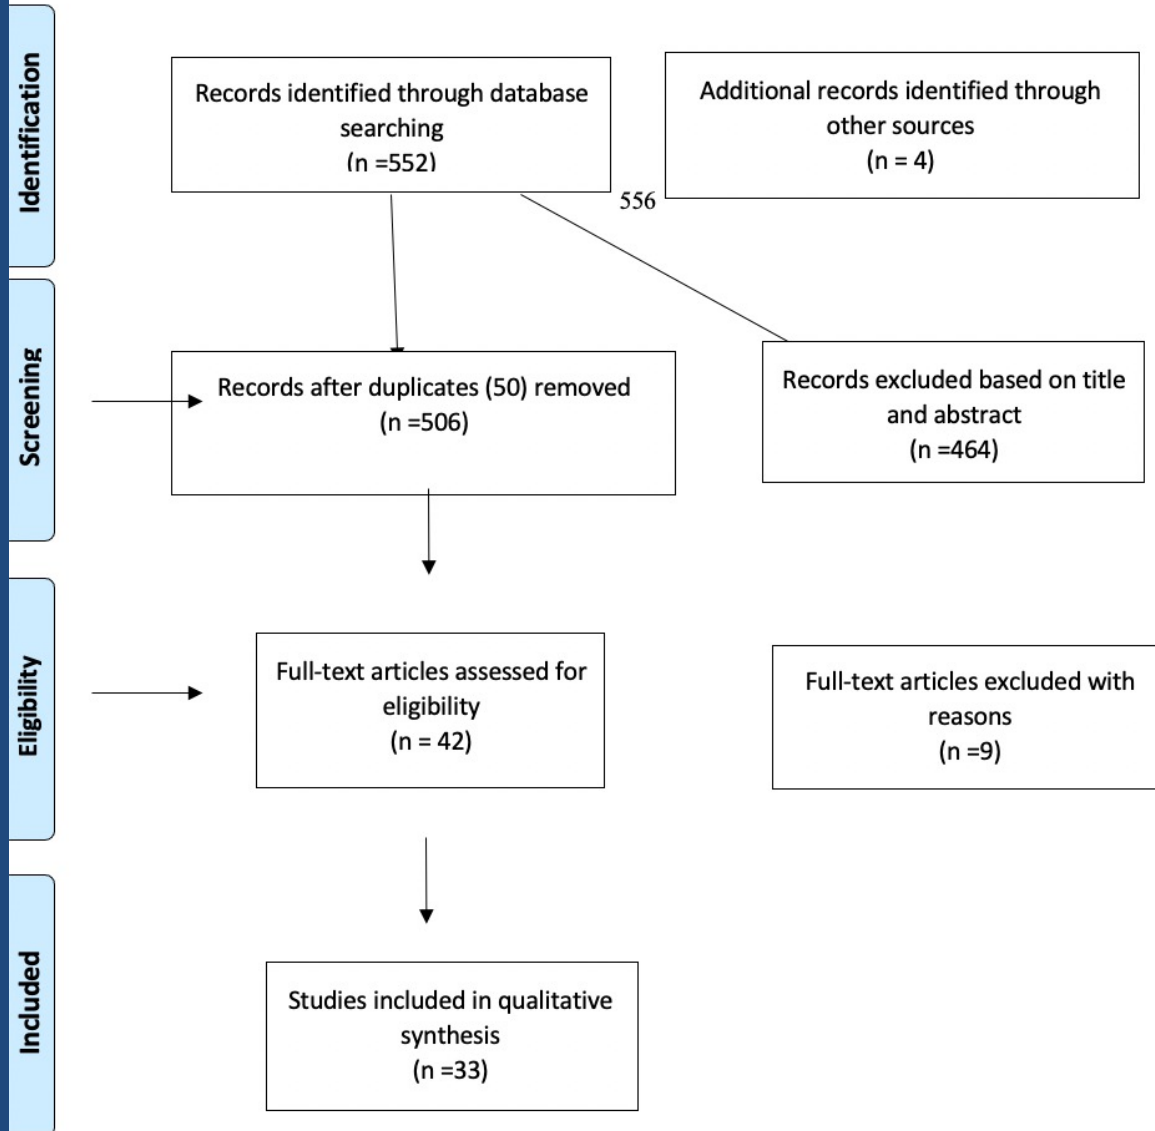 Identification
Records identified through database
searching
(n =552)
Additional records identified through
other sources
(n = 4)
556
Screening
Records after duplicates (50) removed
(n =506)
Records excluded based on title
and abstract
(n =464)
Eligibility
Full-text articles assessed for
eligibility
(n = 42)
Full-text articles excluded with
reasons
(n =9)
Included
Studies included in qualitative
synthesis
(n =33)